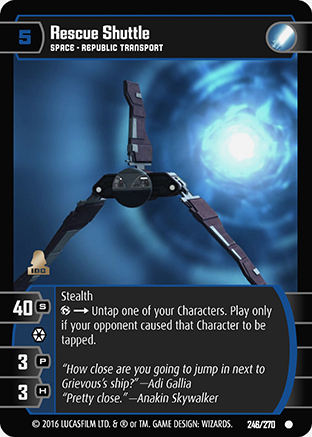 5
Rescue Shuttle
SPACE - REPUBLIC TRANSPORT
40 S
Stealth
→ Untap one of your Characters. Play only
if your opponent caused that Character to be
tapped.
3 P
3 H
“How close are you going to jump in next to
Grievous’s ship?” —Adi Gallia
“Pretty close.” —Anakin Skywalker
© 2016 LUCASFILM LTD. & ® or TM. GAME DESIGN: WIZARDS. 246/270